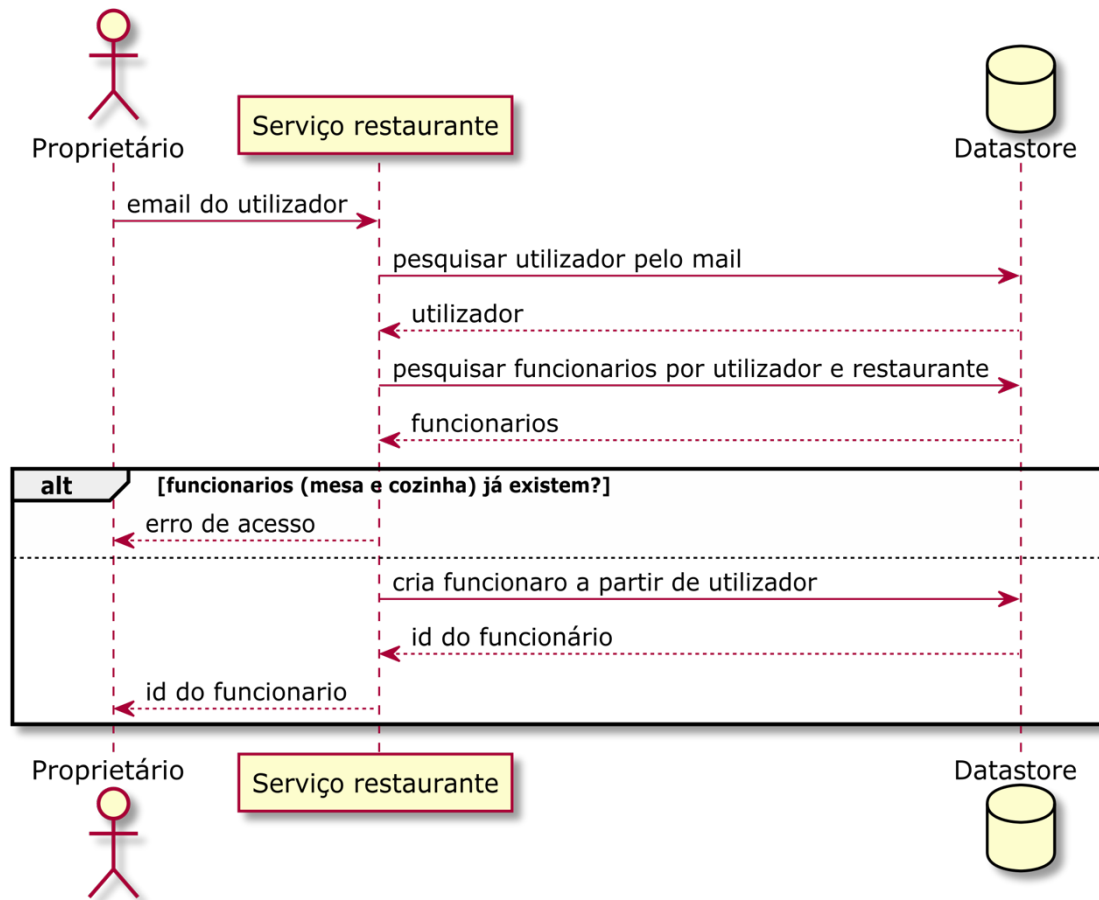 Proprietário
Serviço restaurante
Datastore
email do utilizador
pesquisar utilizador pelo mail
utilizador
pesquisar funcionarios por utilizador e restaurante
funcionarios
alt [funcionarios (mesa e cozinha) já existem?]
erro de acesso
cria funcionaro a partir de utilizador
id do funcionário
id do funcionario
Proprietário
Serviço restaurante
Datastore